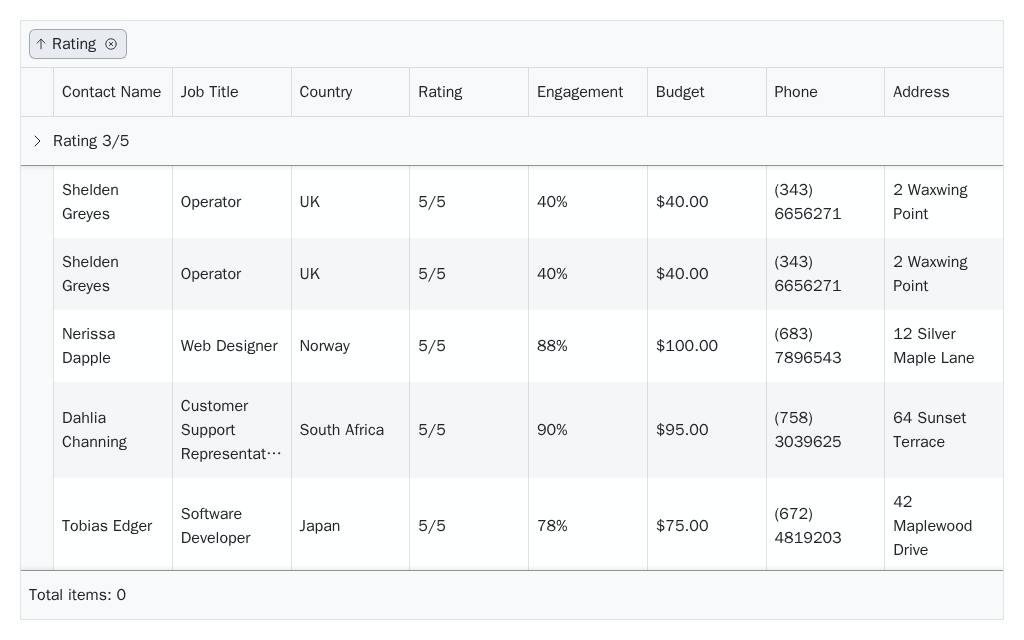 Rating
Contact Name Job Title Country Rating Engagement Budget Phone Address
Rating 3/5
Shelden Greyes Operator UK 5/5 40% $40.00 (343) 6656271 2 Waxwing Point
Shelden Greyes Operator UK 5/5 40% $40.00 (343) 6656271 2 Waxwing Point
Nerissa Dapple Web Designer Norway 5/5 88% $100.00 (683) 7896543 12 Silver Maple Lane
Dahlia Channing Customer Support Representat… South Africa 5/5 90% $95.00 (758) 3039625 64 Sunset Terrace
Tobias Edger Software Developer Japan 5/5 78% $75.00 (672) 4819203 42 Maplewood Drive
Total items: 0